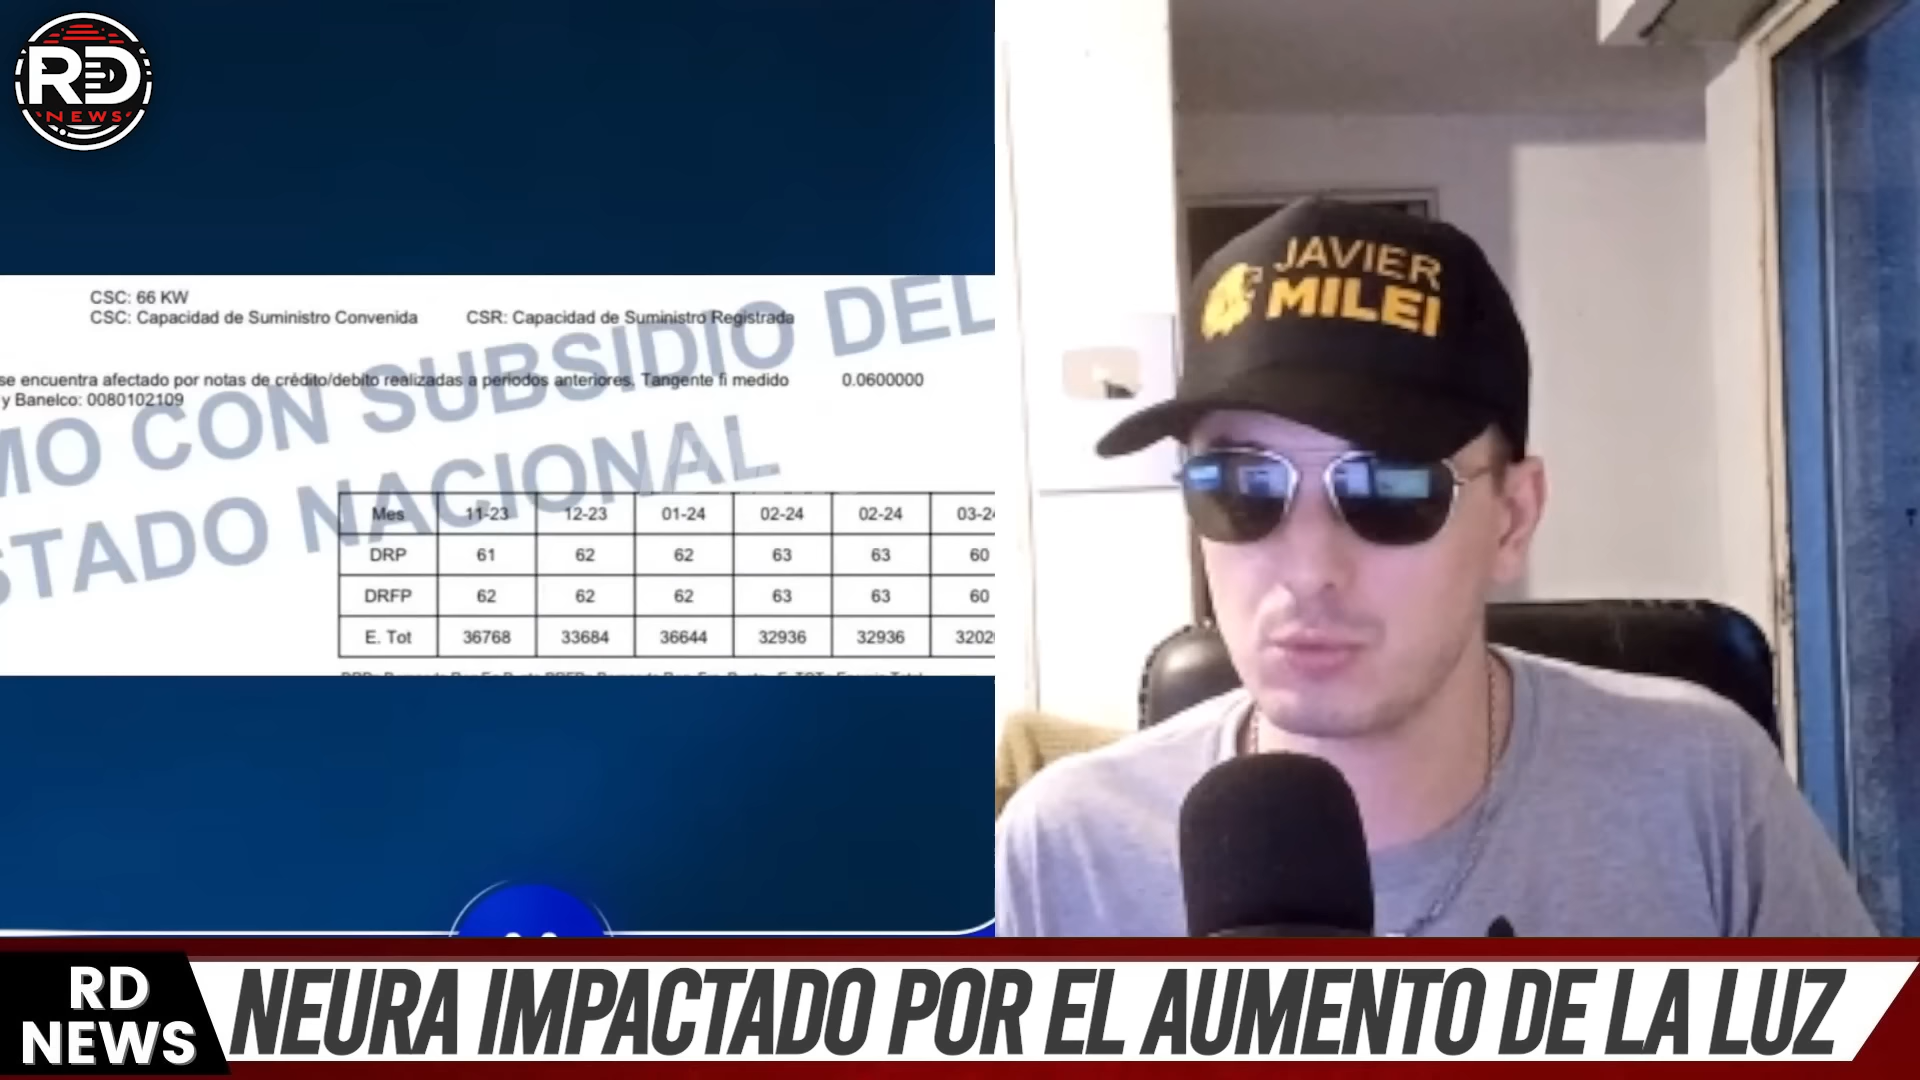 RD
NEWS
CSC: 66 KW
CSC: Capacidad de Suministro Convenida CSR: Capacidad de Suministro Registrada
se encuentra afectado por notas de crédito/debito realizadas a periodos anteriores. Tangente fi medido 0.0600000
y Banelco: 0080102109
MO CON SUBSIDIO DEL
STADO NACIONAL
Mes 11-23 12-23 01-24 02-24 02-24 03-24
DRP 61 62 62 63 63 60
DRFP 62 62 62 63 63 60
E. Tot 36768 33684 36644 32936 32936 3202
JAVIER
MILEI
RD
NEWS
NEURA IMPACTADO POR EL AUMENTO DE LA LUZ